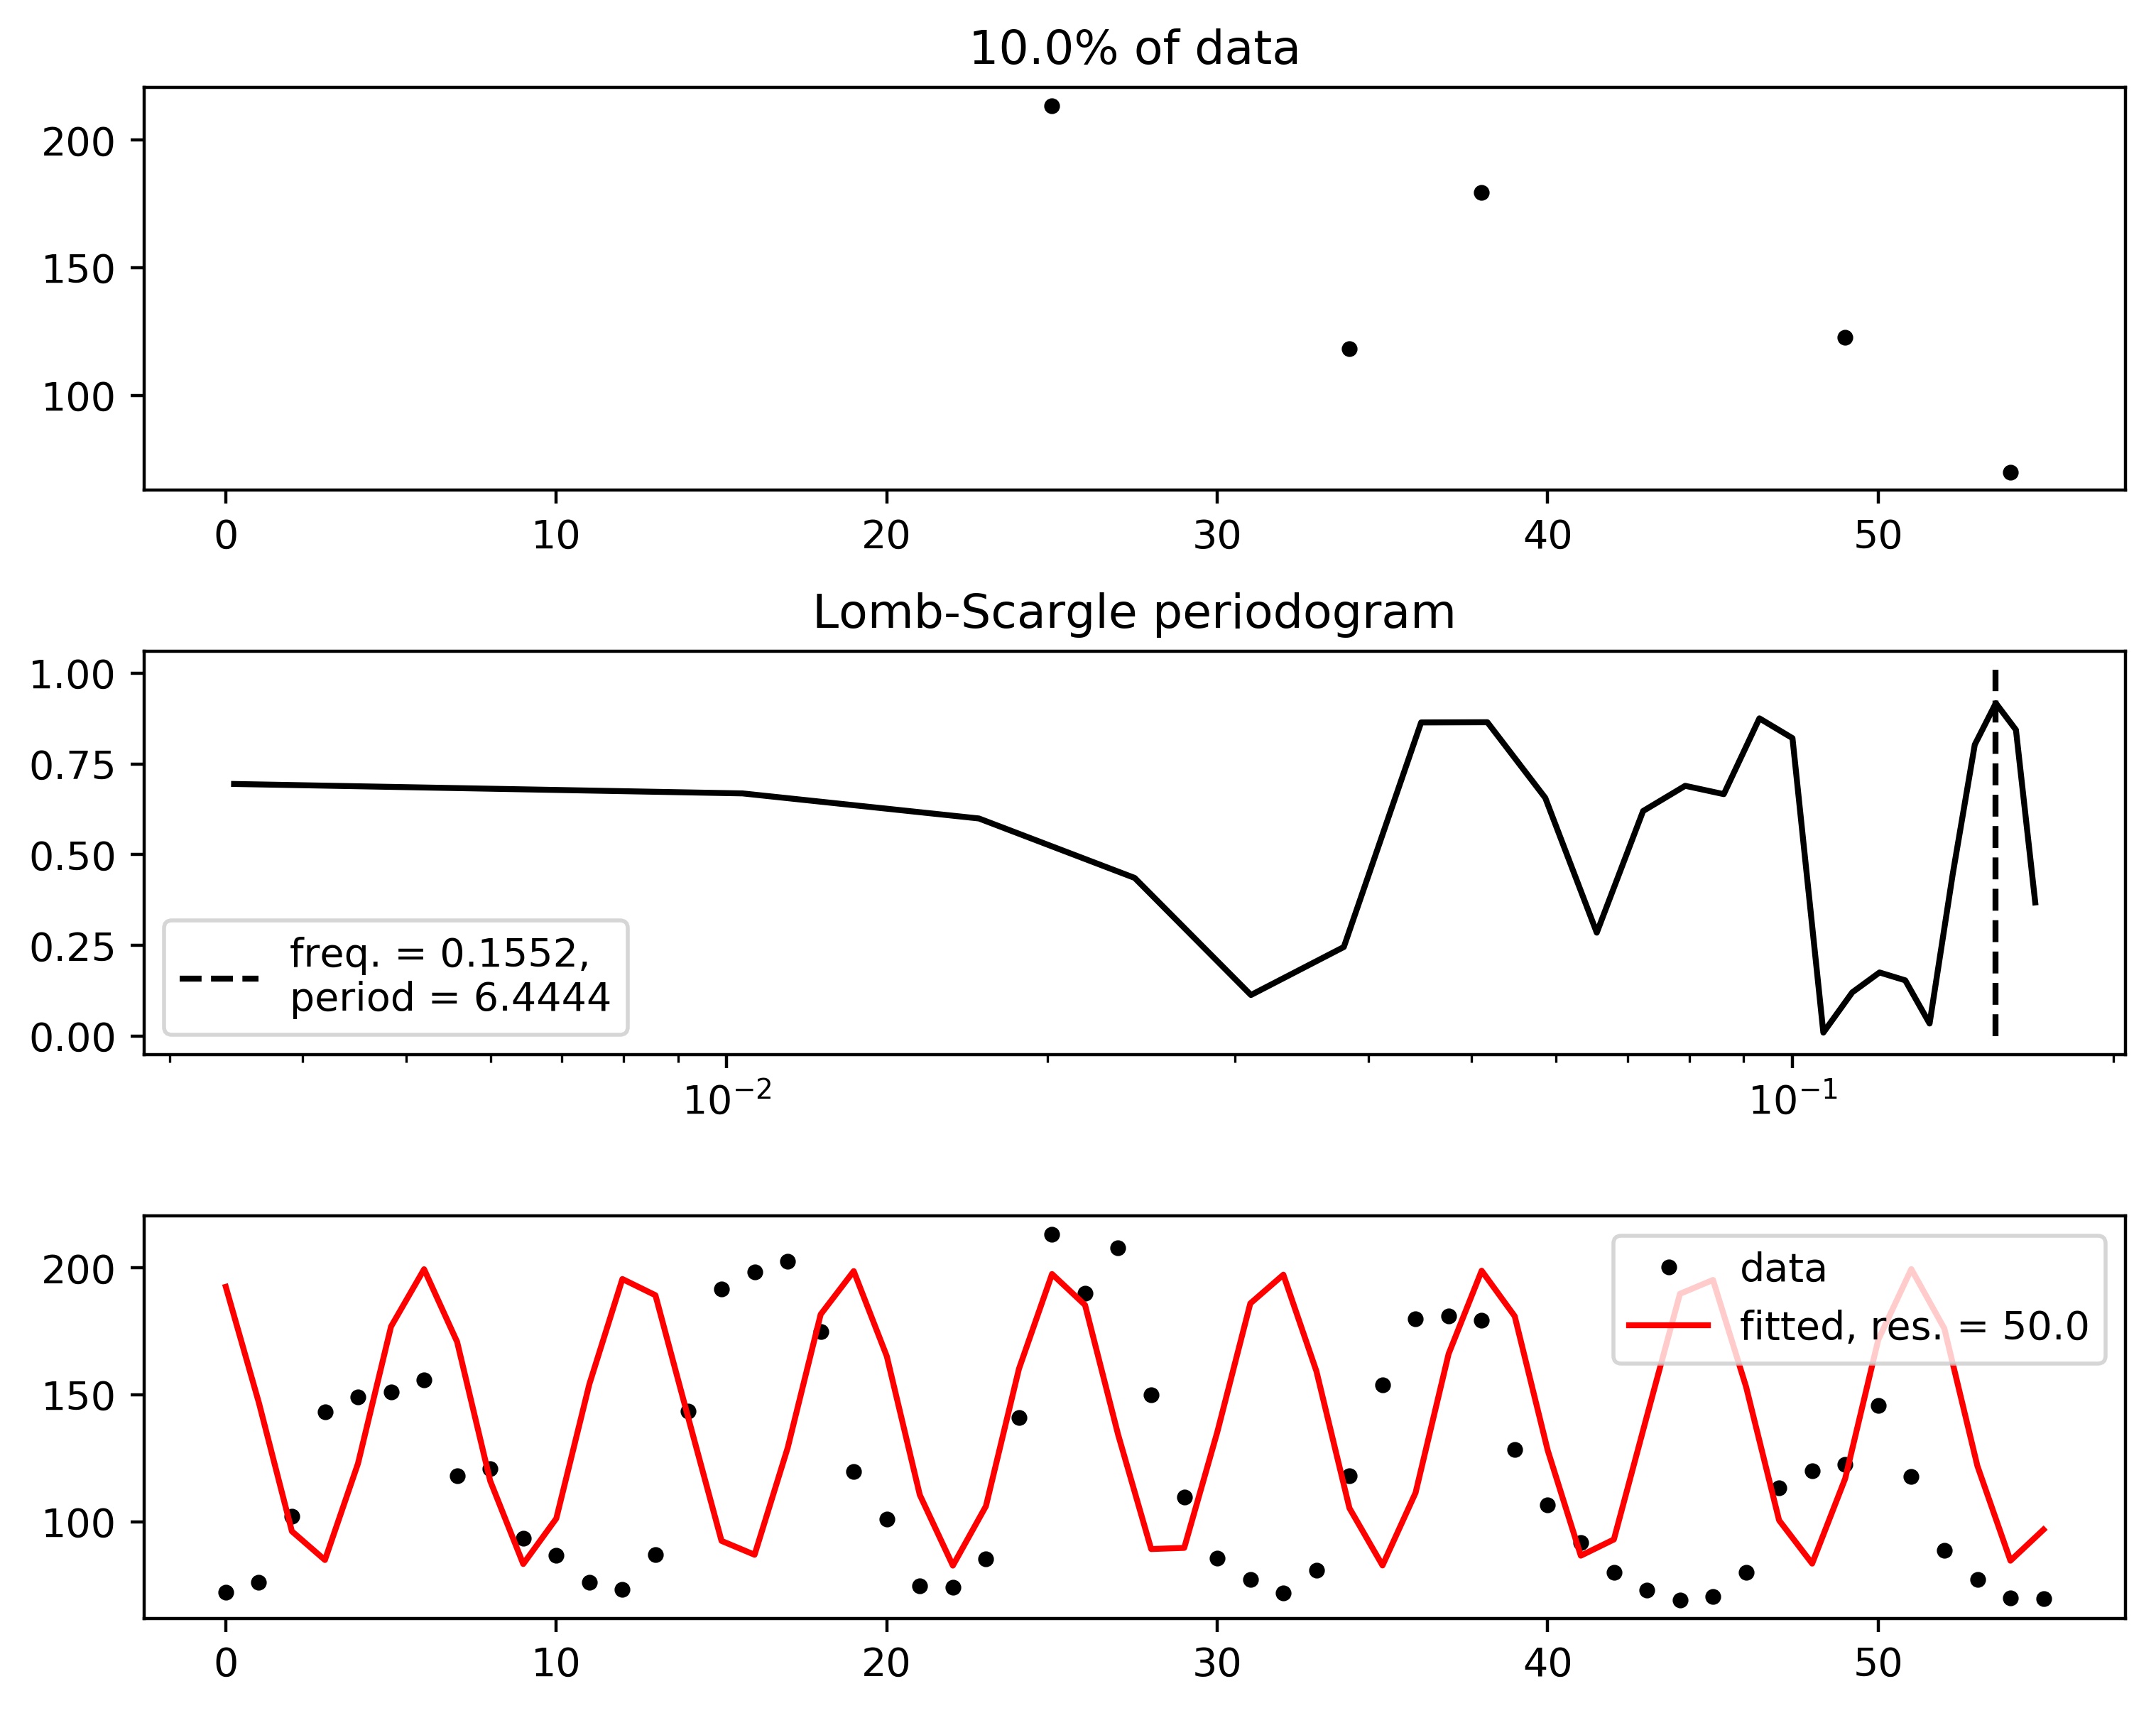 10.0% of data
200
150
100
0 10 20 30 40 50
Lomb-Scargle periodogram
1.00
0.75
0.50
0.25
0.00
freq. = 0.1552,
period = 6.4444
10⁻² 10⁻¹
200
150
100
data
fitted, res. = 50.0
0 10 20 30 40 50